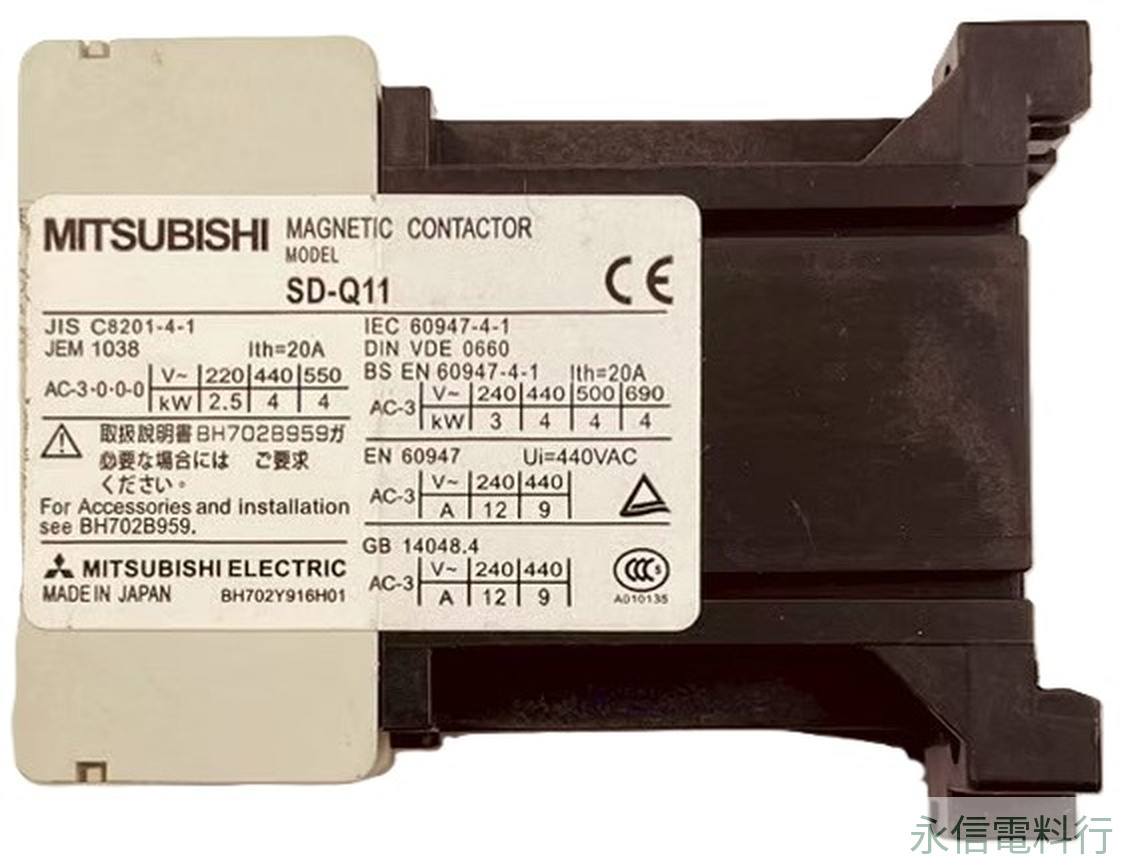 MITSUBISHI MAGNETIC CONTACTOR
MODEL
SD-Q11
CE
JIS C8201-4-1
JEM 1038 Ith=20A
AC-3-0-0-0 V~ 220 440 550
kW 2.5 4 4
取扱説明書BH702B959ガ
必要な場合には ご要求
ください。
For Accessories and installation
see BH702B959.
MITSUBISHI ELECTRIC
MADE IN JAPAN BH702Y916H01
IEC 60947-4-1
DIN VDE 0660
BS EN 60947-4-1 Ith=20A
AC-3 V~ 240 440 500 690
kW 3 4 4 4
EN 60947 Ui=440VAC
AC-3 V~ 240 440
A 12 9
GB 14048.4
AC-3 V~ 240 440
A 12 9
CCC S
A010135
永信電料行